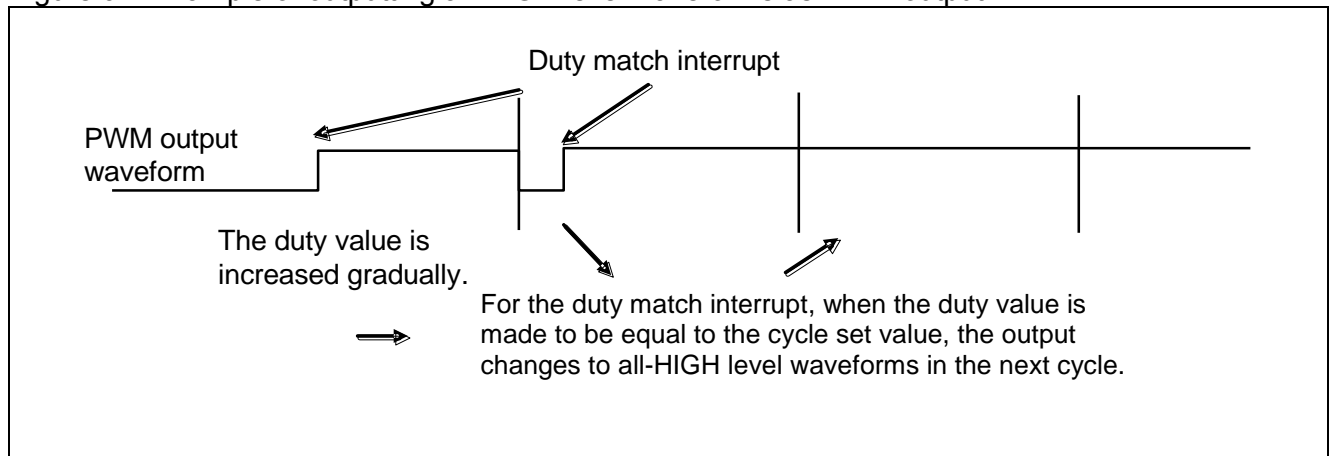 Duty match interrupt
PWM output
waveform
The duty value is
increased gradually.
For the duty match interrupt, when the duty value is
made to be equal to the cycle set value, the output
changes to all-HIGH level waveforms in the next cycle.